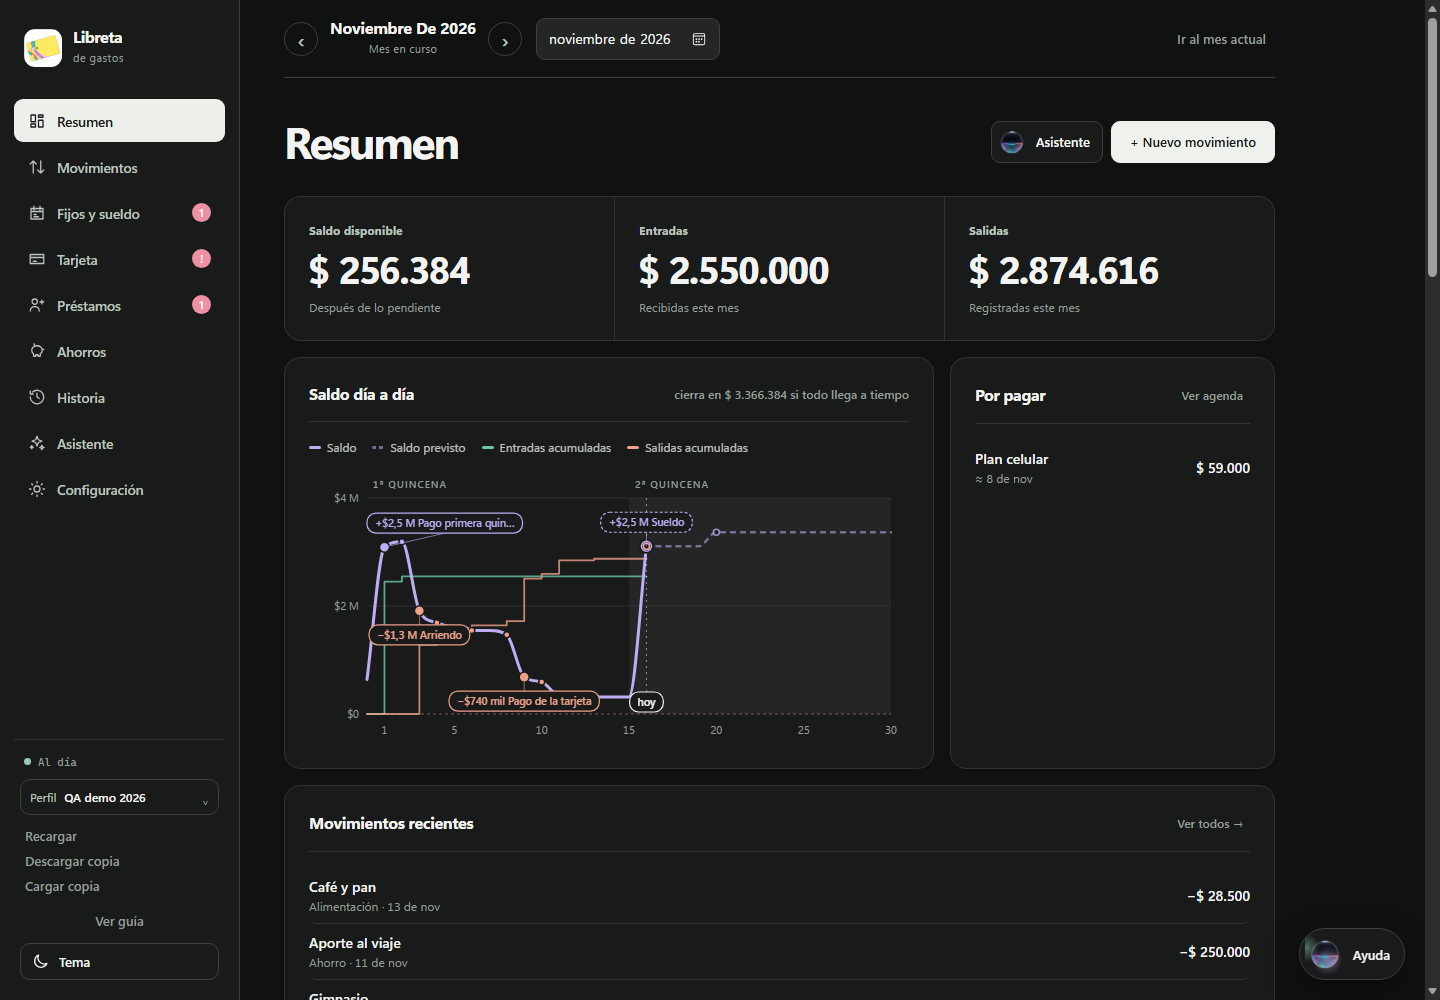 Libreta
de gastos
Resumen
Movimientos
Fijos y sueldo 1
Tarjeta !
Préstamos 1
Ahorros
Historia
Asistente
Configuración
Al día
Perfil QA demo 2026
Recargar
Descargar copia
Cargar copia
Ver guía
Tema
‹ Noviembre De 2026 ›
Mes en curso
noviembre de 2026
Ir al mes actual
Resumen
Asistente
+ Nuevo movimiento
Saldo disponible
$ 256.384
Después de lo pendiente
Entradas
$ 2.550.000
Recibidas este mes
Salidas
$ 2.874.616
Registradas este mes
Saldo día a día
cierra en $ 3.366.384 si todo llega a tiempo
Saldo
Saldo previsto
Entradas acumuladas
Salidas acumuladas
1ª QUINCENA
2ª QUINCENA
$4 M
+$2,5 M Pago primera quin…
+$2,5 M Sueldo
$2 M
−$1,3 M Arriendo
−$740 mil Pago de la tarjeta
hoy
$0
1 5 10 15 20 25 30
Por pagar
Ver agenda
Plan celular
≈ 8 de nov
$ 59.000
Movimientos recientes
Ver todos →
Café y pan
Alimentación · 13 de nov
−$ 28.500
Aporte al viaje
Ahorro · 11 de nov
−$ 250.000
Gimnasio
Ayuda